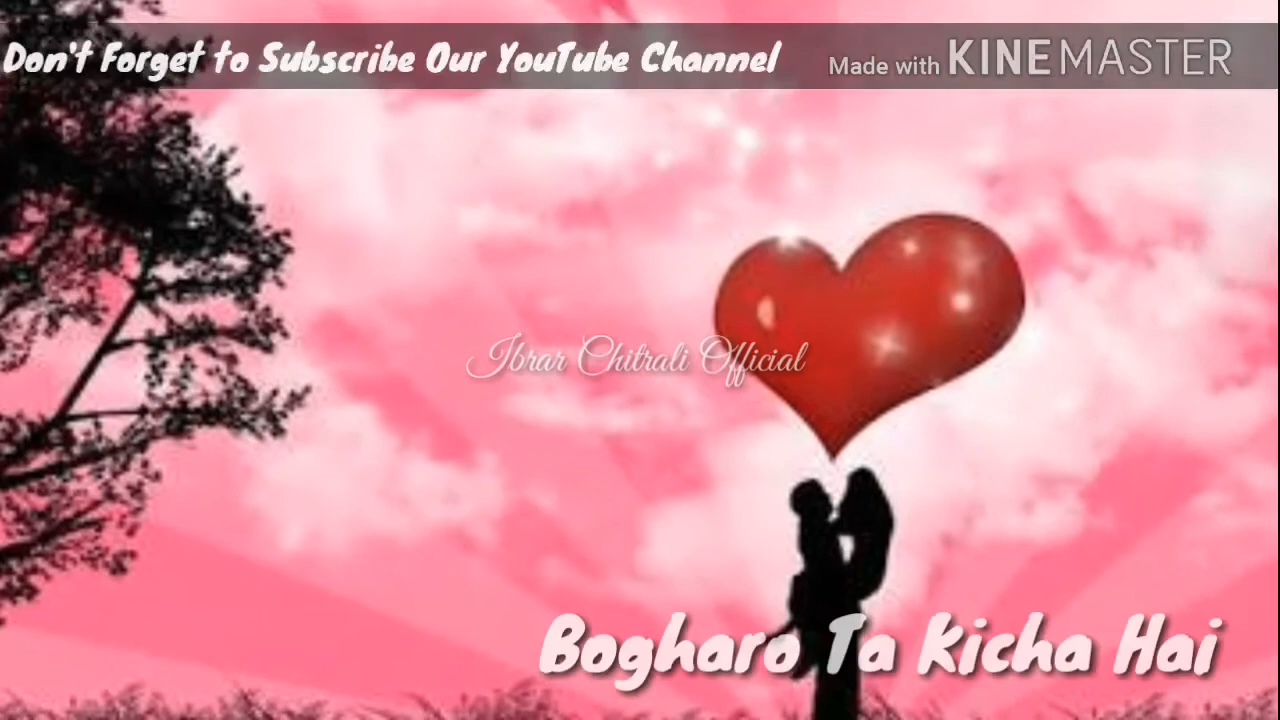 Don't Forget to Subscribe Our YouTube Channel
Made with KINEMASTER
Ibrar Chitrali Official
Bogharo Ta Kicha Hai